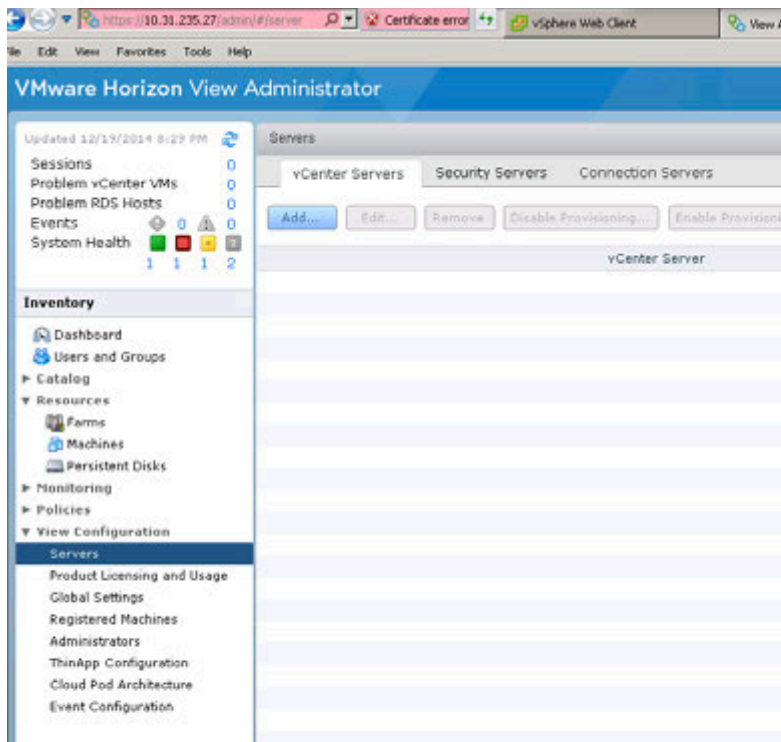 https://10.31.235.27/admin/#/server
Certificate error
vSphere Web Client
View A
File Edit View Favorites Tools Help
VMware Horizon View Administrator
Updated 12/19/2014 8:29 PM
Sessions 0
Problem vCenter VMs 0
Problem RDS Hosts 0
Events 0 0
System Health
1 1 1 2
Inventory
Dashboard
Users and Groups
Catalog
Resources
Farms
Machines
Persistent Disks
Monitoring
Policies
View Configuration
Servers
Product Licensing and Usage
Global Settings
Registered Machines
Administrators
ThinApp Configuration
Cloud Pod Architecture
Event Configuration
Servers
vCenter Servers Security Servers Connection Servers
Add... Edit... Remove Disable Provisioning... Enable Provisioni
vCenter Server